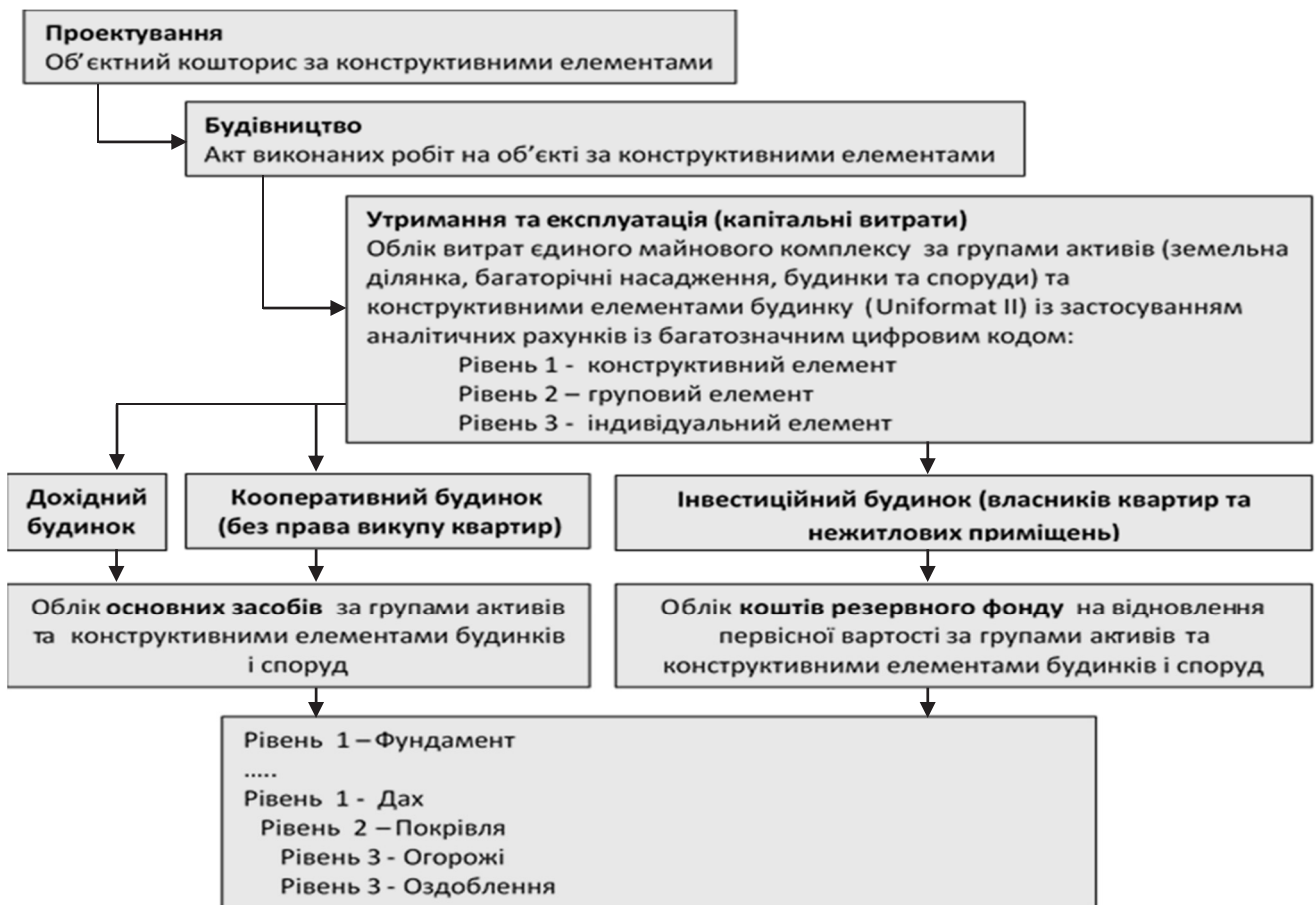 Проектування
Об’єктний кошторис за конструктивними елементами
Будівництво
Акт виконаних робіт на об’єкті за конструктивними елементами
Утримання та експлуатація (капітальні витрати)
Облік витрат єдиного майнового комплексу за групами активів (земельна
ділянка, багаторічні насадження, будинки та споруди) та
конструктивними елементами будинку (Uniformat II) із застосуванням
аналітичних рахунків із багатозначним цифровим кодом:
Рівень 1 - конструктивний елемент
Рівень 2 – груповий елемент
Рівень 3 - індивідуальний елемент
Дохідний
будинок
Кооперативний будинок
(без права викупу квартир)
Інвестиційний будинок (власників квартир та
нежитлових приміщень)
Облік основних засобів за групами активів
та конструктивними елементами будинків
і споруд
Облік коштів резервного фонду на відновлення
первісної вартості за групами активів та
конструктивними елементами будинків і споруд
Рівень 1 – Фундамент
.....
Рівень 1 - Дах
Рівень 2 – Покрівля
Рівень 3 - Огорожі
Рівень 3 - Оздоблення